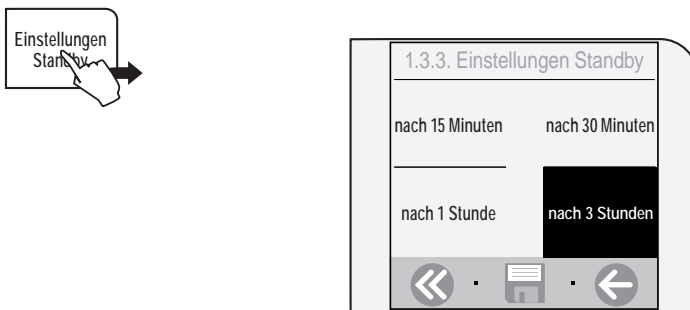 Einstellungen
Standby
1.3.3. Einstellungen Standby
nach 15 Minuten
nach 30 Minuten
nach 1 Stunde
nach 3 Stunden